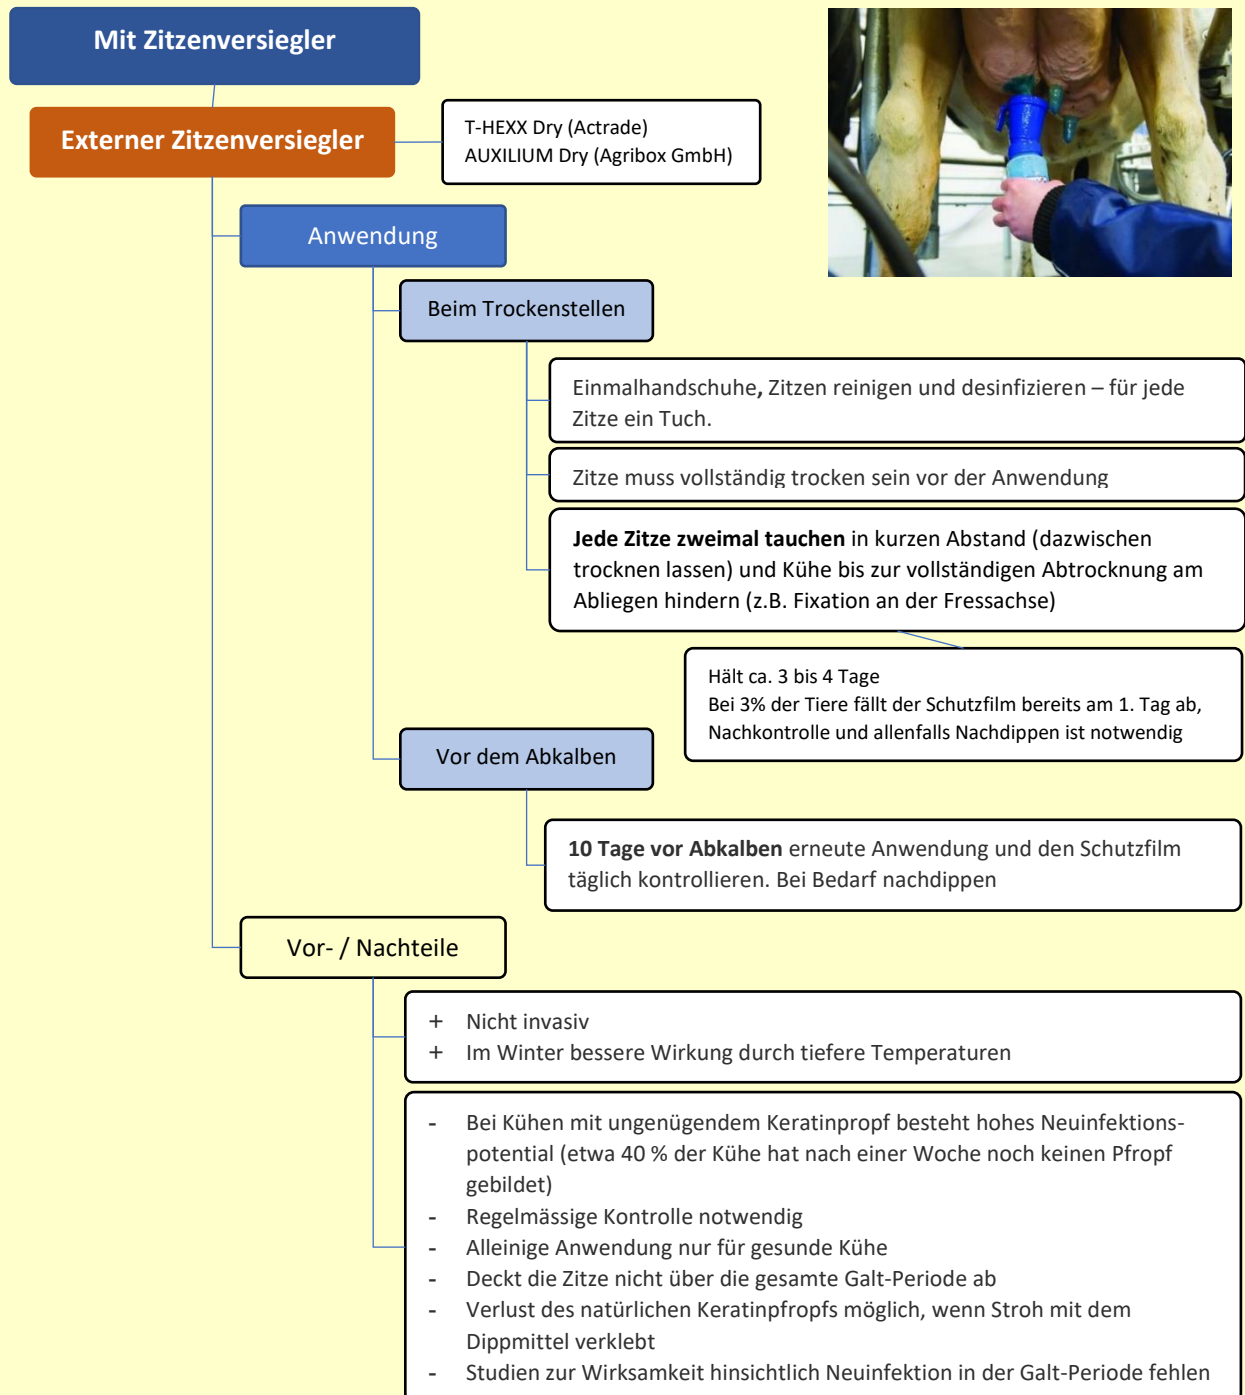 Mit Zitzenversiegler
Externer Zitzenversiegler
T-HEXX Dry (Actrade)
AUXILIUM Dry (Agribox GmbH)
Anwendung
Beim Trockenstellen
Einmalhandschuhe, Zitzen reinigen und desinfizieren – für jede
Zitze ein Tuch.
Zitze muss vollständig trocken sein vor der Anwendung
Jede Zitze zweimal tauchen in kurzen Abstand (dazwischen
trocknen lassen) und Kühe bis zur vollständigen Abtrocknung am
Abliegen hindern (z.B. Fixation an der Fressachse)
Hält ca. 3 bis 4 Tage
Bei 3% der Tiere fällt der Schutzfilm bereits am 1. Tag ab,
Nachkontrolle und allenfalls Nachdippen ist notwendig
Vor dem Abkalben
10 Tage vor Abkalben erneute Anwendung und den Schutzfilm
täglich kontrollieren. Bei Bedarf nachdippen
Vor- / Nachteile
+ Nicht invasiv
+ Im Winter bessere Wirkung durch tiefere Temperaturen
- Bei Kühen mit ungenügendem Keratinpropf besteht hohes Neuinfektions-
potential (etwa 40 % der Kühe hat nach einer Woche noch keinen Pfropf
gebildet)
- Regelmässige Kontrolle notwendig
- Alleinige Anwendung nur für gesunde Kühe
- Deckt die Zitze nicht über die gesamte Galt-Periode ab
- Verlust des natürlichen Keratinpfropfs möglich, wenn Stroh mit dem
Dippmittel verklebt
- Studien zur Wirksamkeit hinsichtlich Neuinfektion in der Galt-Periode fehlen